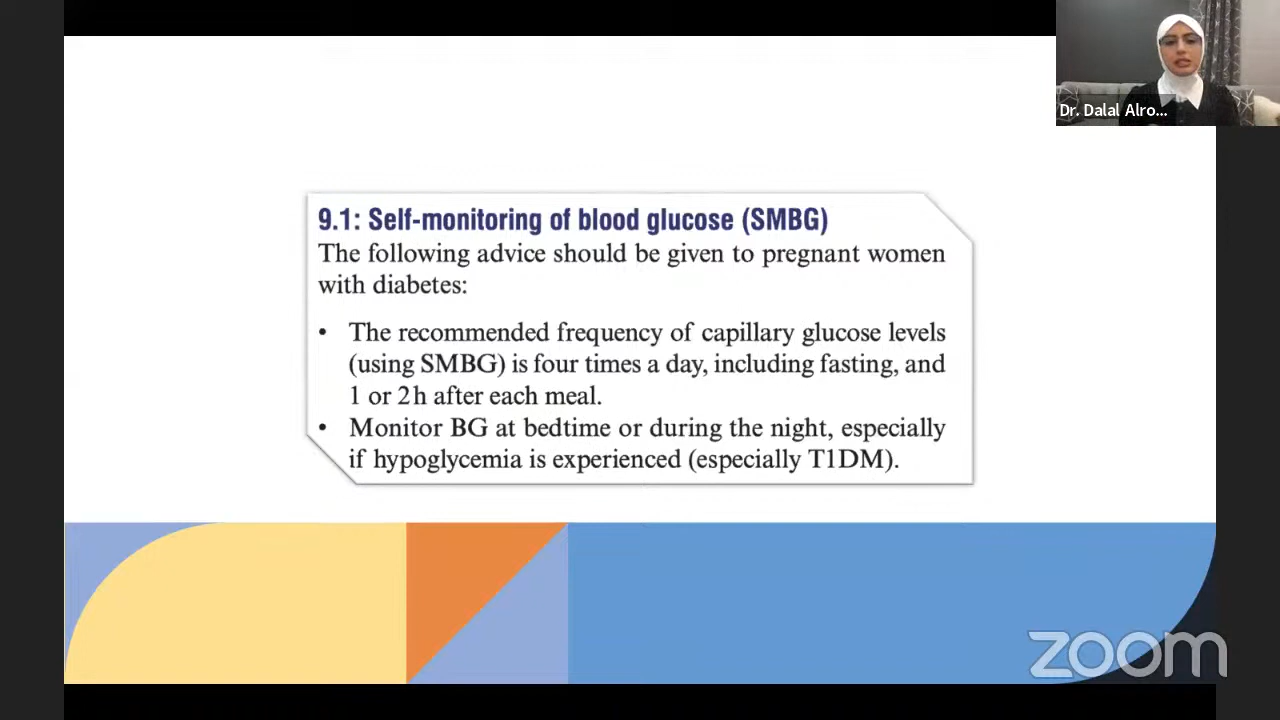 Dr. Dalal Alro...
9.1: Self-monitoring of blood glucose (SMBG)
The following advice should be given to pregnant women
with diabetes:
• The recommended frequency of capillary glucose levels
(using SMBG) is four times a day, including fasting, and
1 or 2 h after each meal.
• Monitor BG at bedtime or during the night, especially
if hypoglycemia is experienced (especially T1DM).
zoom